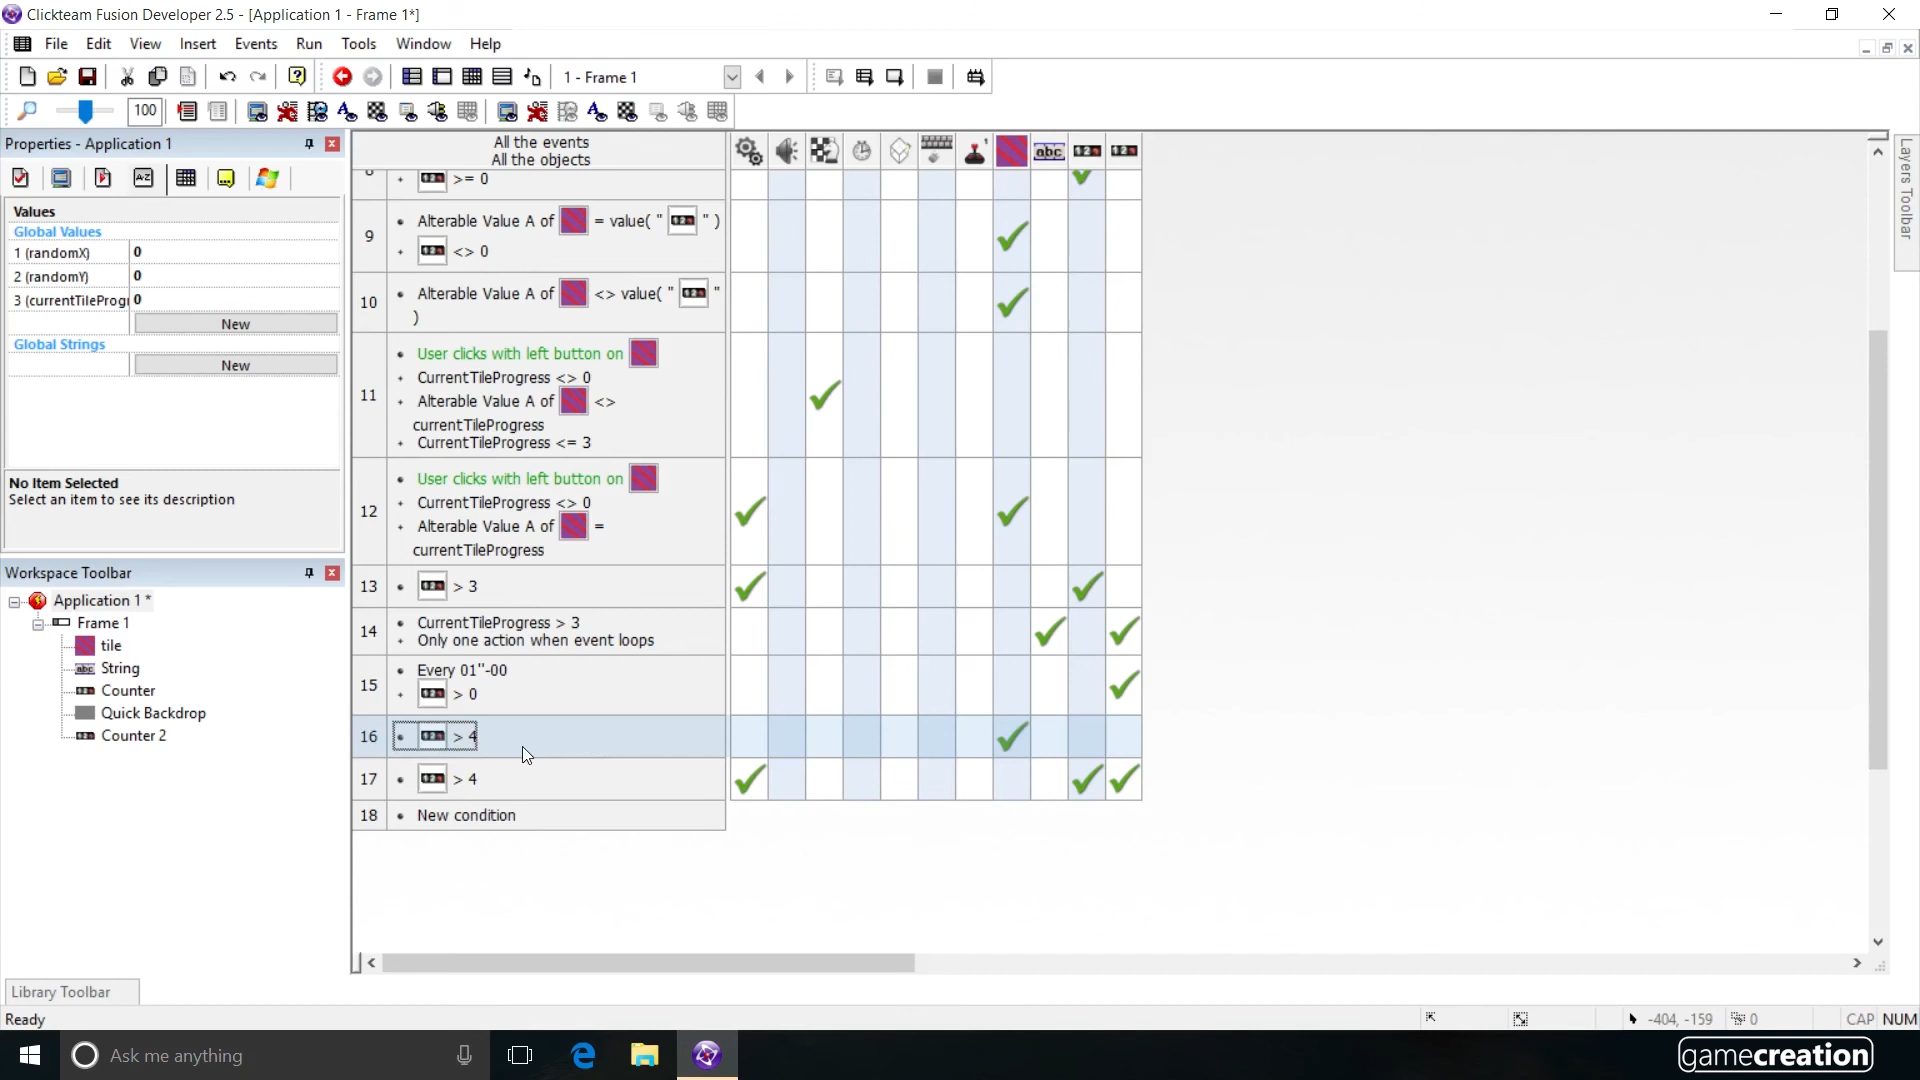 Clickteam Fusion Developer 2.5 - [Application 1 - Frame 1*]
File Edit View Insert Events Run Tools Window Help
1 - Frame 1
100
Properties - Application 1
Values
Global Values
1 (randomX) 0
2 (randomY) 0
3 (currentTileProgr 0
New
Global Strings
New
No Item Selected
Select an item to see its description
Workspace Toolbar
Application 1 *
Frame 1
tile
String
Counter
Quick Backdrop
Counter 2
Library Toolbar
Ready
All the events
All the objects
abc
>= 0
9
Alterable Value A of = value( " " )
<> 0
10
Alterable Value A of <> value( " "
)
11
User clicks with left button on
CurrentTileProgress <> 0
Alterable Value A of <>
currentTileProgress
CurrentTileProgress <= 3
12
User clicks with left button on
CurrentTileProgress <> 0
Alterable Value A of =
currentTileProgress
13
> 3
14
CurrentTileProgress > 3
Only one action when event loops
15
Every 01"-00
> 0
16
> 4
17
> 4
18
New condition
Layers Toolbar
-404, -159
0
CAP NUM
Ask me anything
gamecreation